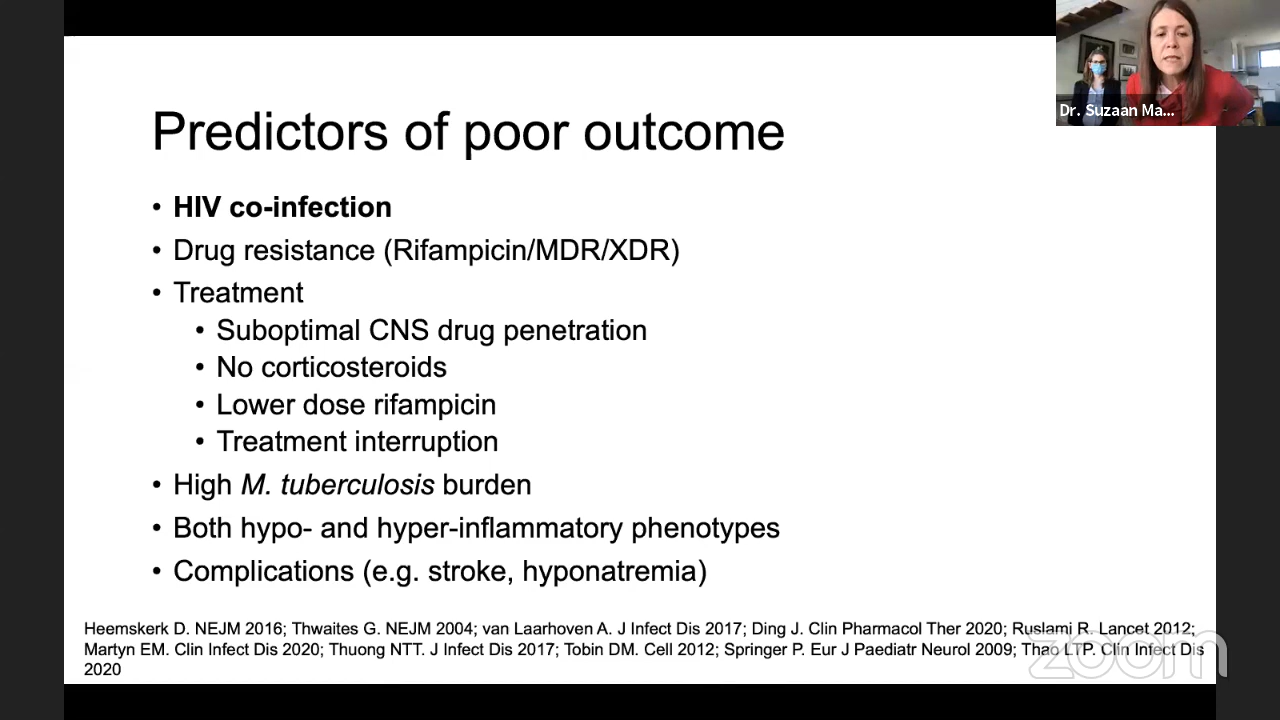 Dr. Suzaan Ma...
Predictors of poor outcome
• HIV co-infection
• Drug resistance (Rifampicin/MDR/XDR)
• Treatment
• Suboptimal CNS drug penetration
• No corticosteroids
• Lower dose rifampicin
• Treatment interruption
• High M. tuberculosis burden
• Both hypo- and hyper-inflammatory phenotypes
• Complications (e.g. stroke, hyponatremia)
Heemskerk D. NEJM 2016; Thwaites G. NEJM 2004; van Laarhoven A. J Infect Dis 2017; Ding J. Clin Pharmacol Ther 2020; Ruslami R. Lancet 2012;
Martyn EM. Clin Infect Dis 2020; Thuong NTT. J Infect Dis 2017; Tobin DM. Cell 2012; Springer P. Eur J Paediatr Neurol 2009; Thao LTP. Clin Infect Dis
2020
zoom